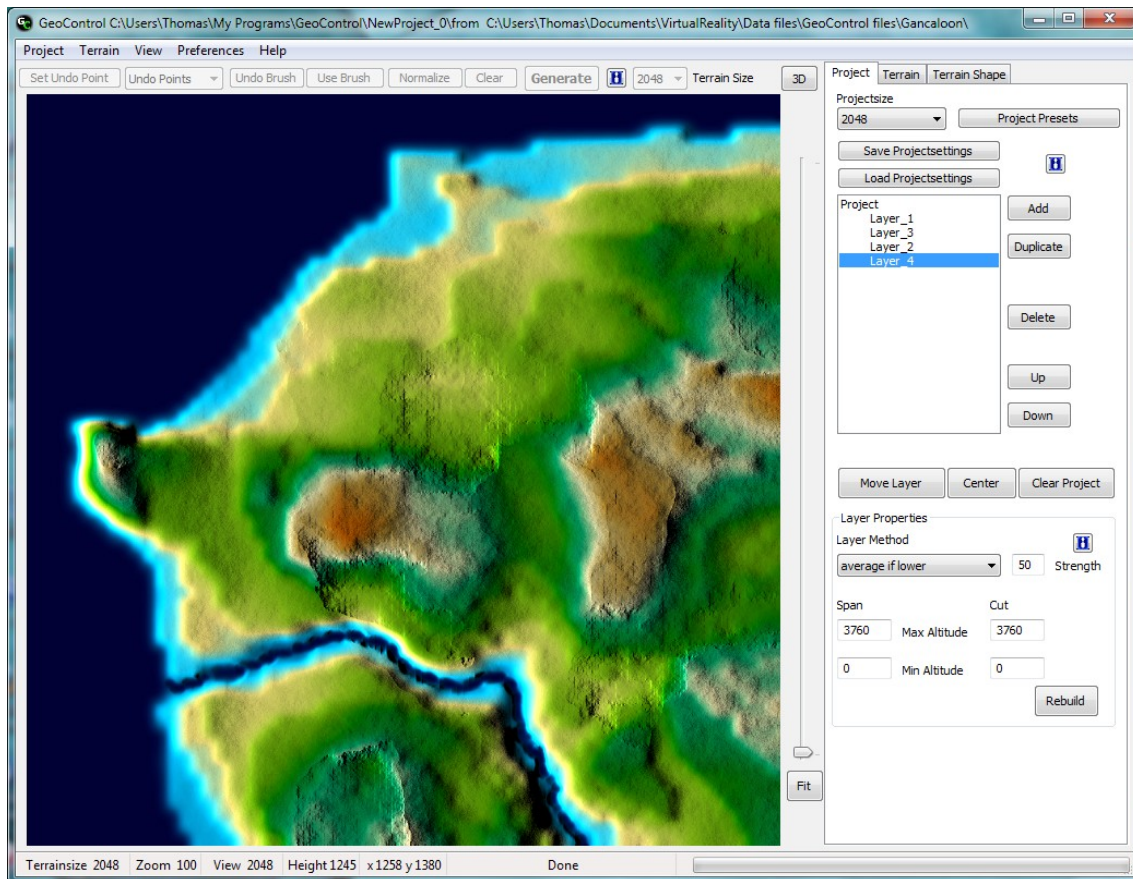 GeoControl C:\Users\Thomas\My Programs\GeoControl\NewProject_0\from C:\Users\Thomas\Documents\VirtualReality\Data files\GeoControl files\Gancaloon\
Project Terrain View Preferences Help
Set Undo Point Undo Points Undo Brush Use Brush Normalize Clear Generate H 2048 Terrain Size 3D
Project Terrain Terrain Shape
Projectsize
2048 Project Presets
Save Projectsettings
H
Load Projectsettings
Project
Layer_1
Layer_3
Layer_2
Layer_4
Add
Duplicate
Delete
Up
Down
Move Layer Center Clear Project
Layer Properties
Layer Method H
average if lower 50 Strength
Span Cut
3760 Max Altitude 3760
0 Min Altitude 0
Rebuild
Fit
Terrainsize 2048 Zoom 100 View 2048 Height 1245 x 1258 y 1380 Done